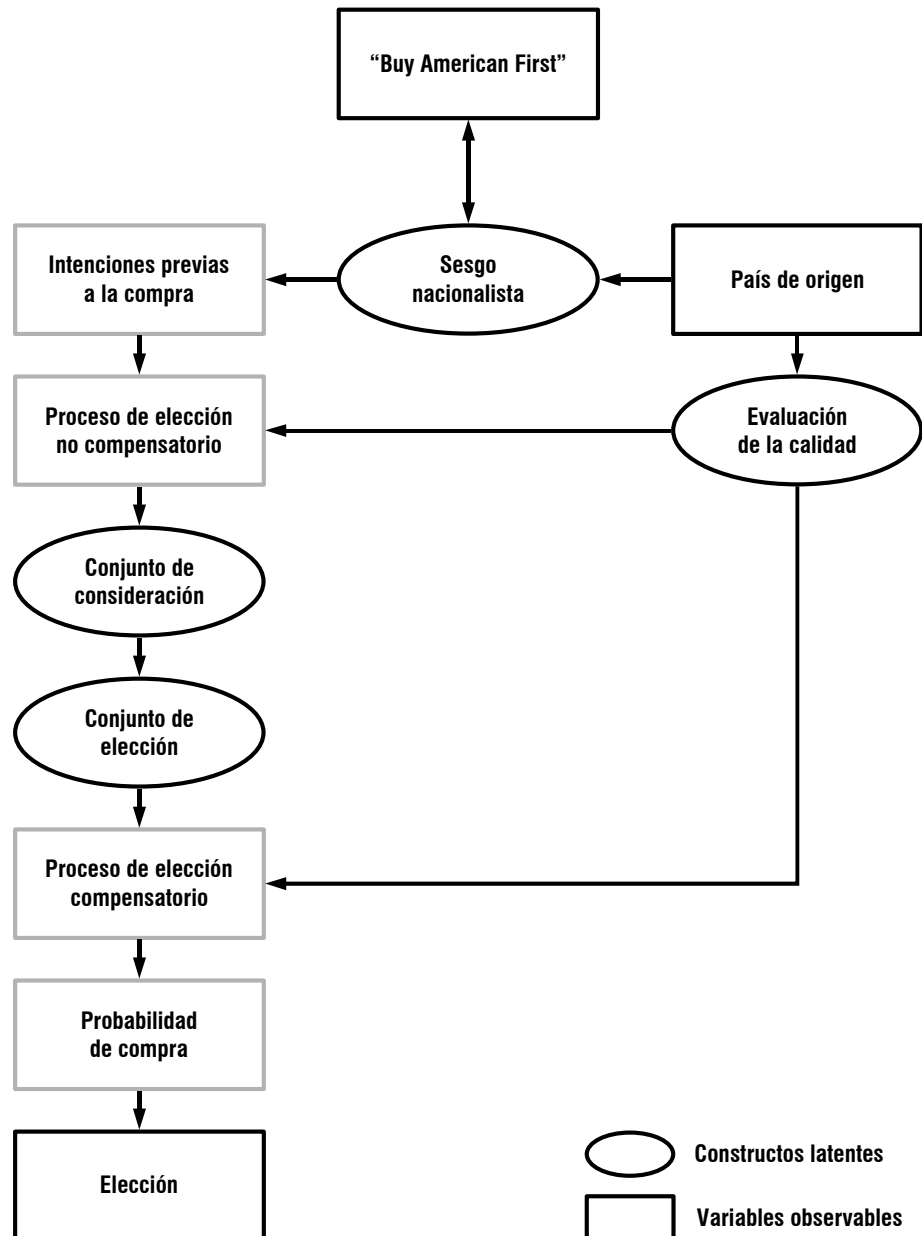 “Buy American First”
Intenciones previas
a la compra
Sesgo
nacionalista
País de origen
Proceso de elección
no compensatorio
Evaluación
de la calidad
Conjunto de
consideración
Conjunto de
elección
Proceso de elección
compensatorio
Probabilidad
de compra
Elección
Constructos latentes
Variables observables